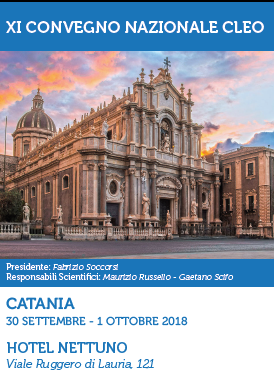 XI CONVEGNO NAZIONALE CLEO
Presidente: Fabrizio Soccorsi
Responsabili Scientifici: Maurizio Russello - Gaetano Scifo
CATANIA
30 SETTEMBRE - 1 OTTOBRE 2018
HOTEL NETTUNO
Viale Ruggero di Lauria, 121